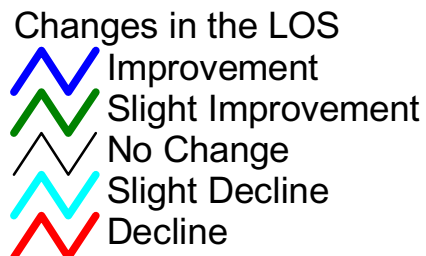 Changes in the LOS
Improvement
Slight Improvement
No Change
Slight Decline
Decline